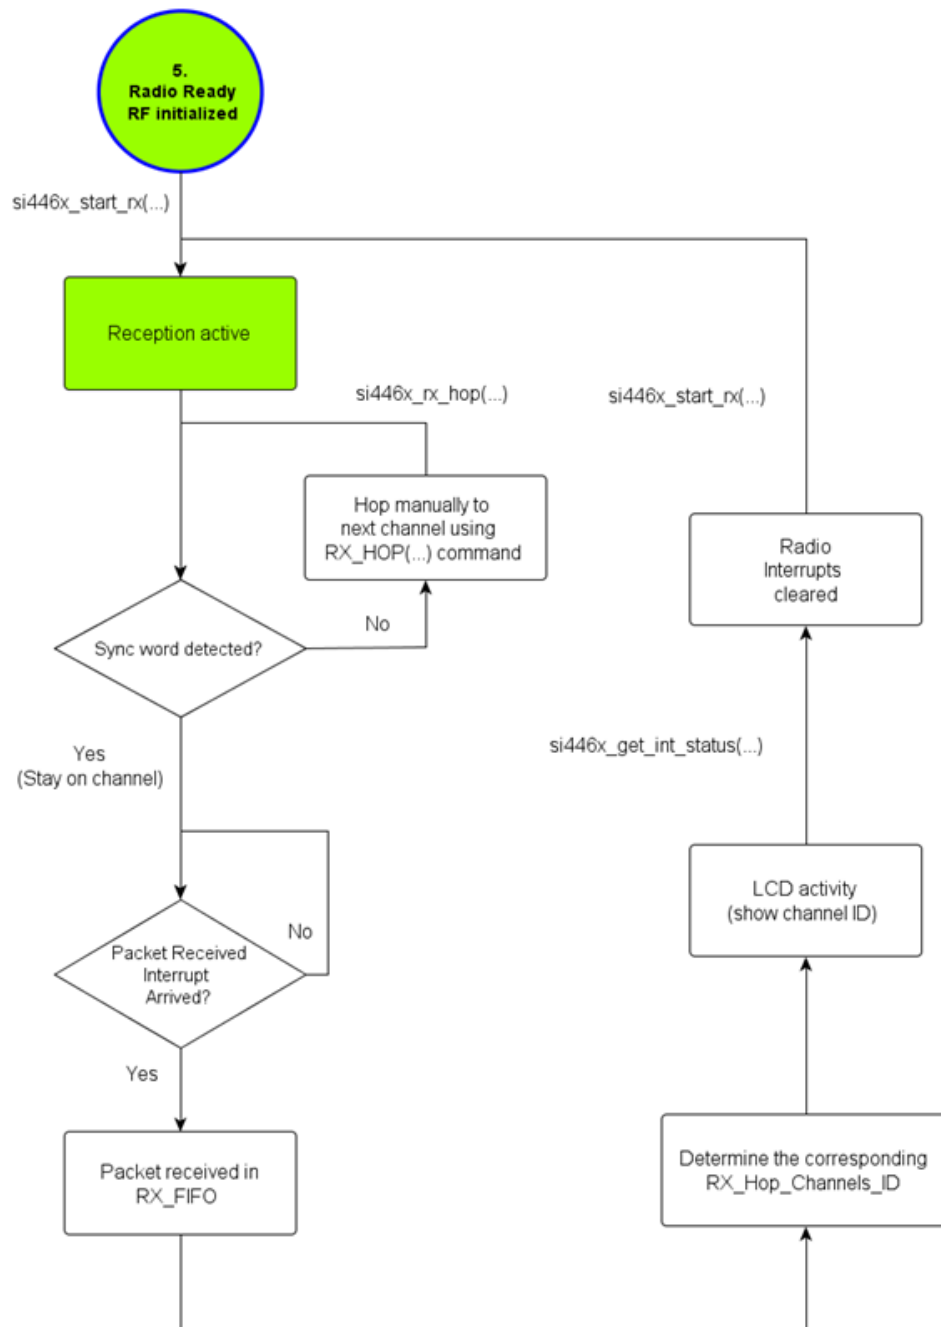 5.
Radio Ready
RF initialized
si446x_start_rx(...)
Reception active
si446x_rx_hop(...)
si446x_start_rx(...)
Hop manually to
next channel using
RX_HOP(...) command
Radio
Interrupts
cleared
No
Sync word detected?
Yes
(Stay on channel)
si446x_get_int_status(...)
LCD activity
(show channel ID)
No
Packet Received
Interrupt
Arrived?
Yes
Packet received in
RX_FIFO
Determine the corresponding
RX_Hop_Channels_ID